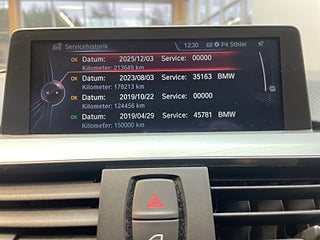 Servicehistorik 12:30 P4 Sthlm
OK Datum: 2025/12/03 Service: 00000
Kilometer: 213649 km
OK Datum: 2023/08/03 Service: 35163 BMW
Kilometer: 178213 km
OK Datum: 2019/10/22 Service: 00000
Kilometer: 124456 km
OK Datum: 2019/04/29 Service: 45781 BMW
Kilometer: 150000 km